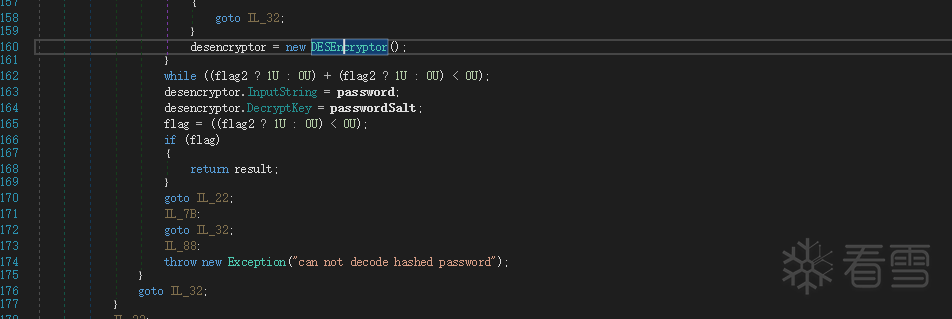 157 {
158 goto IL_32;
159 }
160 desencryptor = new DESEncryptor();
161 }
162 while ((flag2 ? 1U : 0U) + (flag2 ? 1U : 0U) < 0U);
163 desencryptor.InputString = password;
164 desencryptor.DecryptKey = passwordSalt;
165 flag = ((flag2 ? 1U : 0U) < 0U);
166 if (flag)
167 {
168 return result;
169 }
170 goto IL_22;
171 IL_7B:
172 goto IL_32;
173 IL_88:
174 throw new Exception("can not decode hashed password");
175 }
176 goto IL_32;
177 }
看雪